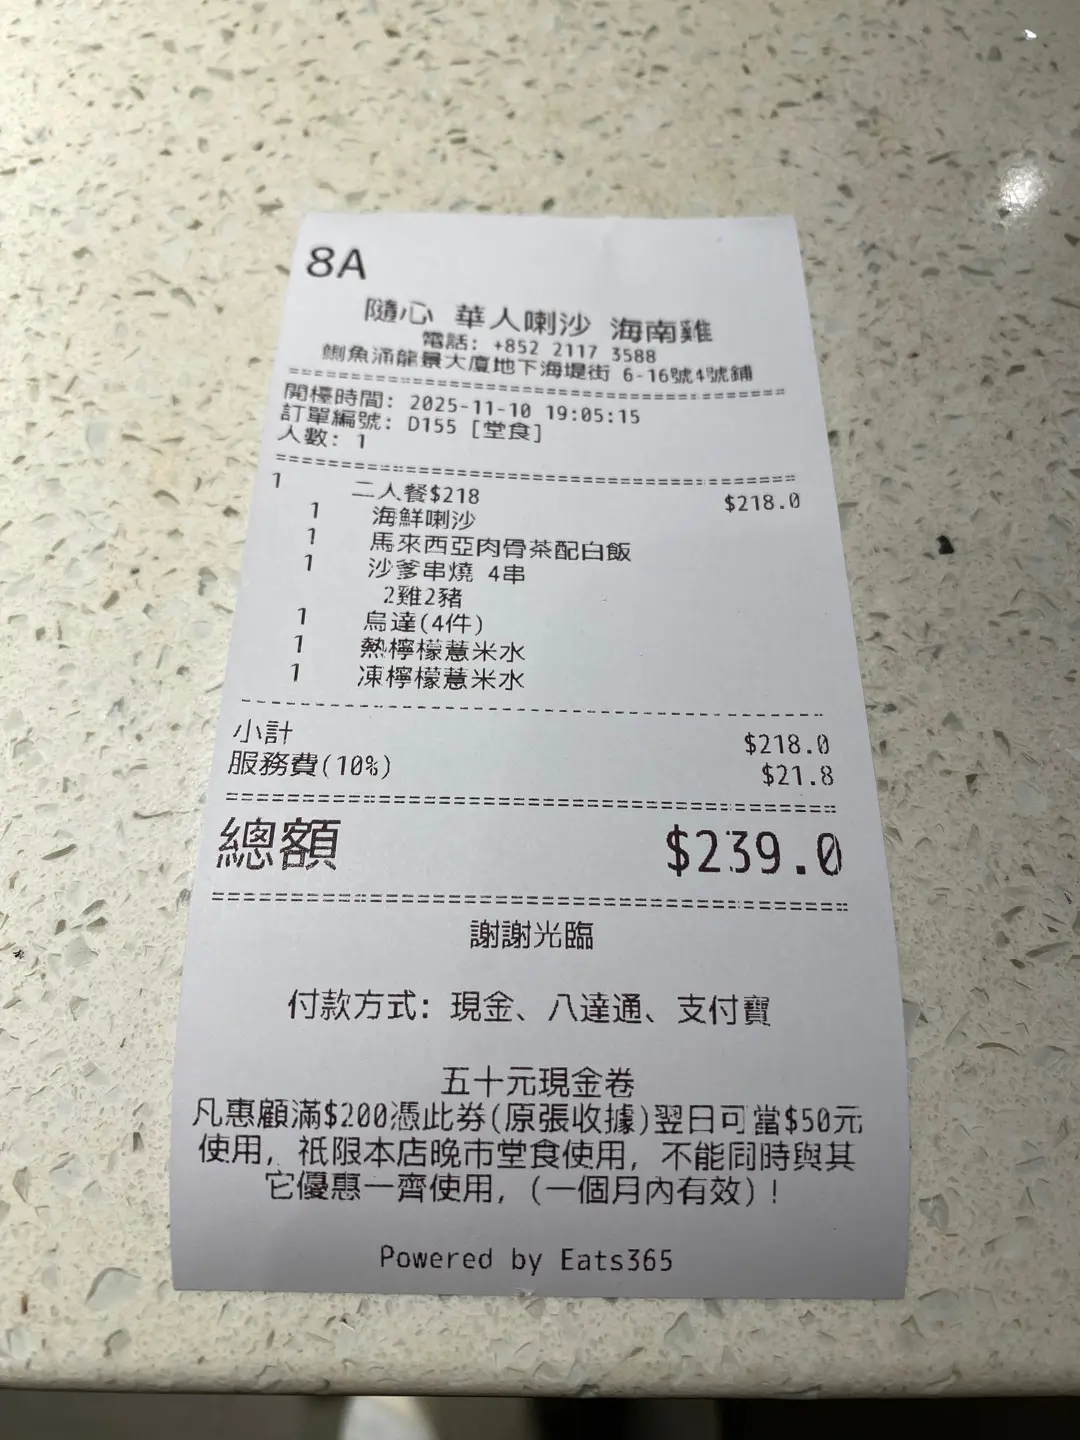 8A
隨心 華人喇沙 海南雞
電話: +852 2117 3588
鰂魚涌龍景大廈地下海堤街 6-16號4號鋪
開檯時間: 2025-11-10 19:05:15
訂單編號: D155 [堂食]
人數: 1
1 二人餐$218 $218.0
1 海鮮喇沙
1 馬來西亞肉骨茶配白飯
1 沙爹串燒 4串
2雞2豬
1 烏達(4件)
1 熱檸檬薏米水
1 凍檸檬薏米水
小計 $218.0
服務費(10%) $21.8
總額 $239.0
謝謝光臨
付款方式: 現金、八達通、支付寶
五十元現金卷
凡惠顧滿$200憑此券(原張收據)翌日可當$50元
使用, 祇限本店晚市堂食使用, 不能同時與其
它優惠一齊使用, (一個月內有效)!
Powered by Eats365